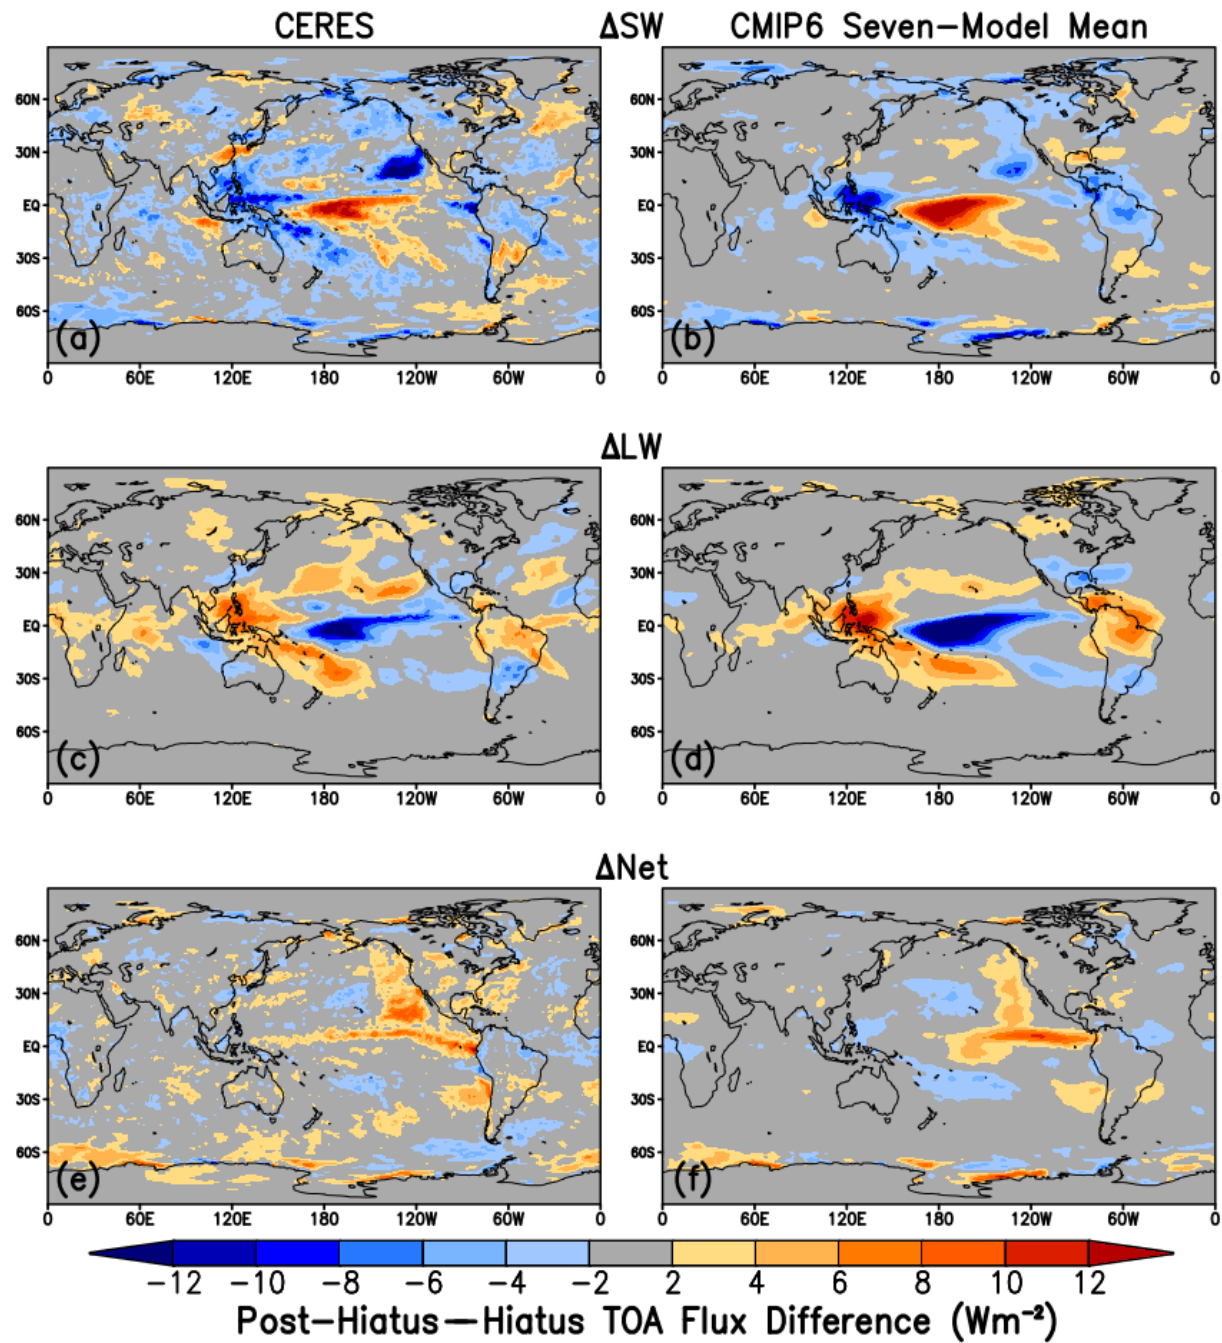 CERES ΔSW CMIP6 Seven-Model Mean
60N
30N
EQ
30S
60S
(a) (b)
0 60E 120E 180 120W 60W 0 0 60E 120E 180 120W 60W 0
ΔLW
60N 60N
30N 30N
EQ EQ
30S 30S
60S 60S
(c) (d)
0 60E 120E 180 120W 60W 0 0 60E 120E 180 120W 60W 0
ΔNet
60N 60N
30N 30N
EQ EQ
30S 30S
60S 60S
(e) (f)
0 60E 120E 180 120W 60W 0 0 60E 120E 180 120W 60W 0
−12 −10 −8 −6 −4 −2 2 4 6 8 10 12
Post-Hiatus—Hiatus TOA Flux Difference (Wm⁻²)